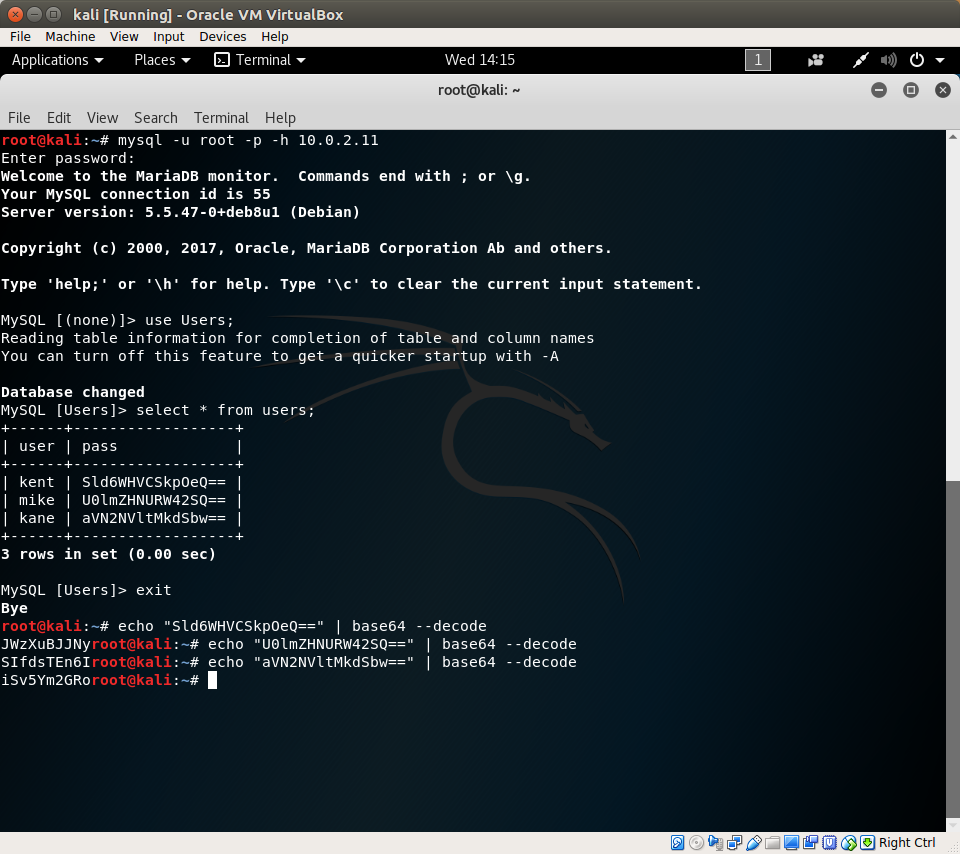 kali [Running] - Oracle VM VirtualBox
File Machine View Input Devices Help
Applications Places Terminal Wed 14:15 1
root@kali: ~
File Edit View Search Terminal Help
root@kali:~# mysql -u root -p -h 10.0.2.11
Enter password:
Welcome to the MariaDB monitor.  Commands end with ; or \g.
Your MySQL connection id is 55
Server version: 5.5.47-0+deb8u1 (Debian)
Copyright (c) 2000, 2017, Oracle, MariaDB Corporation Ab and others.
Type 'help;' or '\h' for help. Type '\c' to clear the current input statement.
MySQL [(none)]> use Users;
Reading table information for completion of table and column names
You can turn off this feature to get a quicker startup with -A
Database changed
MySQL [Users]> select * from users;
+------+------------------+
| user | pass             |
+------+------------------+
| kent | Sld6WHVCSkpOeQ== |
| mike | U0lmZHNURW42SQ== |
| kane | aVN2NVltMkdSbw== |
+------+------------------+
3 rows in set (0.00 sec)
MySQL [Users]> exit
Bye
root@kali:~# echo "Sld6WHVCSkpOeQ==" | base64 --decode
JWzXuBJJNyroot@kali:~# echo "U0lmZHNURW42SQ==" | base64 --decode
SIfdsTEn6Iroot@kali:~# echo "aVN2NVltMkdSbw==" | base64 --decode
iSv5Ym2GRoroot@kali:~#
Right Ctrl